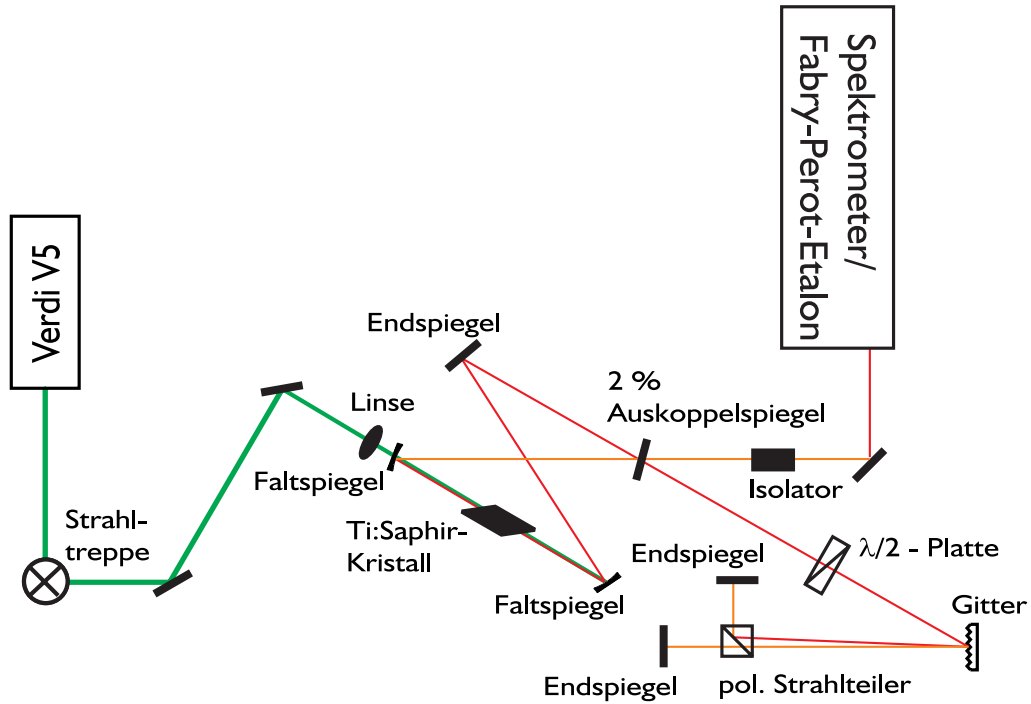 Spektrometer/
Fabry-Perot-Etalon
Verdi V5
Endspiegel
2 %
Auskoppelspiegel
Linse
Faltspiegel
Isolator
Strahl-
treppe
Ti:Saphir-
Kristall
Endspiegel
λ/2 - Platte
Faltspiegel
Gitter
Endspiegel
pol. Strahlteiler